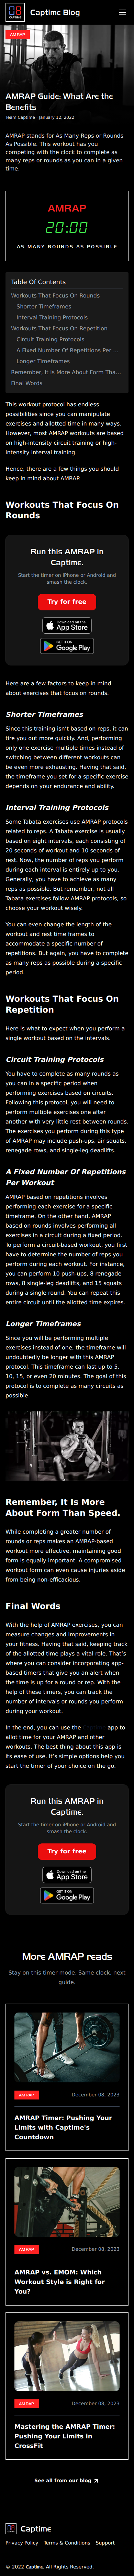 Captime Blog
AMRAP
AMRAP Guide: What Are the
Benefits
Team Captime · January 12, 2022
AMRAP stands for As Many Reps or Rounds
As Possible. This workout has you
competing with the clock to complete as
many reps or rounds as you can in a given
time.
AMRAP
20:00
AS MANY ROUNDS AS POSSIBLE
Table Of Contents
Workouts That Focus On Rounds
Shorter Timeframes
Interval Training Protocols
Workouts That Focus On Repetition
Circuit Training Protocols
A Fixed Number Of Repetitions Per ...
Longer Timeframes
Remember, It Is More About Form Tha...
Final Words
This workout protocol has endless
possibilities since you can manipulate
exercises and allotted time in many ways.
However, most AMRAP workouts are based
on high-intensity circuit training or high-
intensity interval training.
Hence, there are a few things you should
keep in mind about AMRAP.
Workouts That Focus On
Rounds
Run this AMRAP in
Captime.
Start the timer on iPhone or Android and
smash the clock.
Try for free
Download on the
App Store
GET IT ON
Google Play
Here are a few factors to keep in mind
about exercises that focus on rounds.
Shorter Timeframes
Since this training isn't based on reps, it can
tire you out more quickly. And, performing
only one exercise multiple times instead of
switching between different workouts can
be even more exhausting. Having that said,
the timeframe you set for a specific exercise
depends on your endurance and ability.
Interval Training Protocols
Some Tabata exercises use AMRAP protocols
related to reps. A Tabata exercise is usually
based on eight intervals, each consisting of
20 seconds of workout and 10 seconds of
rest. Now, the number of reps you perform
during each interval is entirely up to you.
Generally, you have to achieve as many
reps as possible. But remember, not all
Tabata exercises follow AMRAP protocols, so
choose your workout wisely.
You can even change the length of the
workout and rest time frames to
accommodate a specific number of
repetitions. But again, you have to complete
as many reps as possible during a specific
period.
Workouts That Focus On
Repetition
Here is what to expect when you perform a
single workout based on the intervals.
Circuit Training Protocols
You have to complete as many rounds as
you can in a specific period when
performing exercises based on circuits.
Following this protocol, you will need to
perform multiple exercises one after
another with very little rest between rounds.
The exercises you perform during this type
of AMRAP may include push-ups, air squats,
renegade rows, and single-leg deadlifts.
A Fixed Number Of Repetitions
Per Workout
AMRAP based on repetitions involves
performing each exercise for a specific
timeframe. On the other hand, AMRAP
based on rounds involves performing all
exercises in a circuit during a fixed period.
To perform a circuit-based workout, you first
have to determine the number of reps you
perform during each workout. For instance,
you can perform 10 push-ups, 8 renegade
rows, 8 single-leg deadlifts, and 15 squats
during a single round. You can repeat this
entire circuit until the allotted time expires.
Longer Timeframes
Since you will be performing multiple
exercises instead of one, the timeframe will
undoubtedly be longer with this AMRAP
protocol. This timeframe can last up to 5,
10, 15, or even 20 minutes. The goal of this
protocol is to complete as many circuits as
possible.
Remember, It Is More
About Form Than Speed.
While completing a greater number of
rounds or reps makes an AMRAP-based
workout more effective, maintaining good
form is equally important. A compromised
workout form can even cause injuries aside
from being non-efficacious.
Final Words
With the help of AMRAP exercises, you can
measure changes and improvements in
your fitness. Having that said, keeping track
of the allotted time plays a vital role. That's
where you can consider incorporating app-
based timers that give you an alert when
the time is up for a round or rep. With the
help of these timers, you can track the
number of intervals or rounds you perform
during your workout.
In the end, you can use the app to
allot time for your AMRAP and other
workouts. The best thing about this app is
its ease of use. It's simple options help you
set the timer of your choice on the go.
Run this AMRAP in
Captime.
Start the timer on iPhone or Android and
smash the clock.
Try for free
Download on the
App Store
GET IT ON
Google Play
More AMRAP reads
Stay on this timer mode. Same clock, next
guide.
AMRAP
December 08, 2023
AMRAP Timer: Pushing Your
Limits with Captime's
Countdown
AMRAP
December 08, 2023
AMRAP vs. EMOM: Which
Workout Style is Right for
You?
AMRAP
December 08, 2023
Mastering the AMRAP Timer:
Pushing Your Limits in
CrossFit
See all from our blog
Captime
Privacy Policy Terms & Conditions Support
© 2022 Captime. All Rights Reserved.